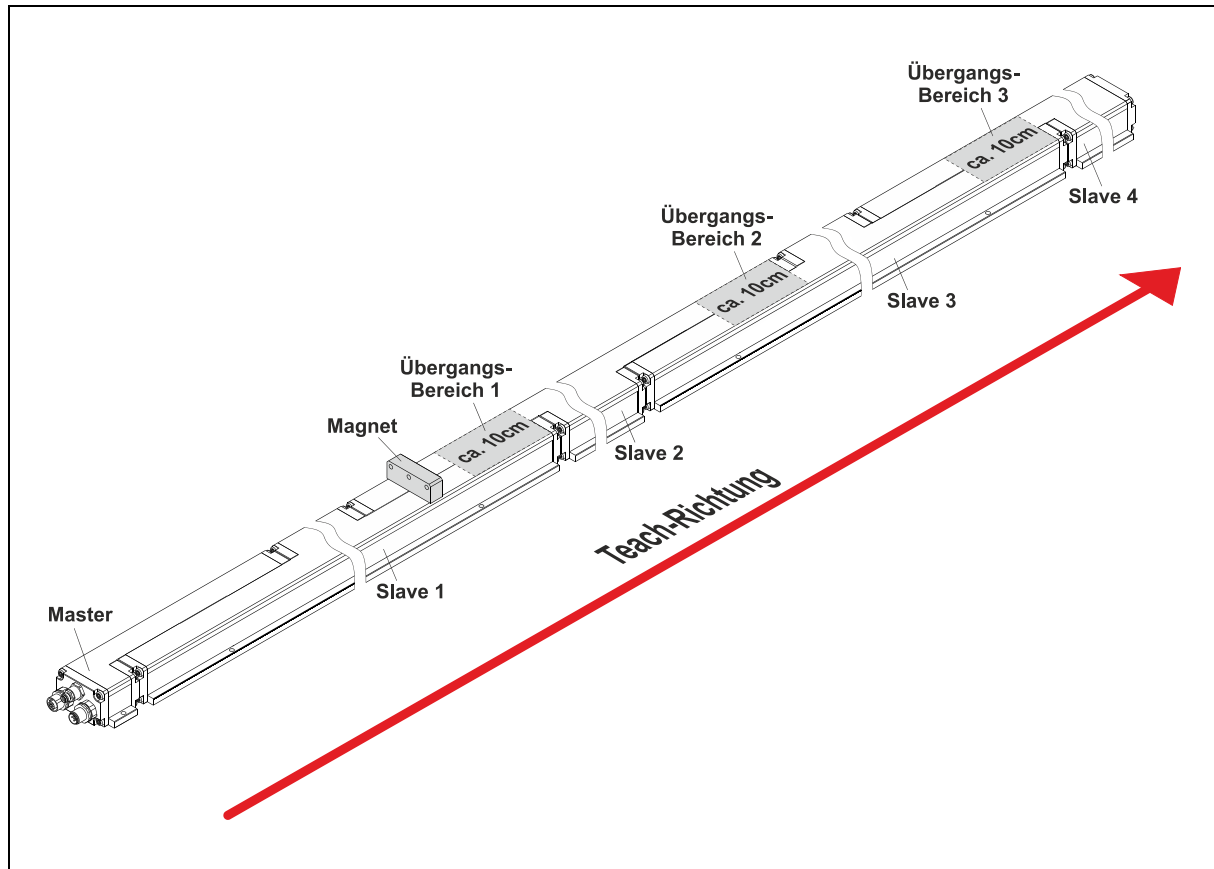 Übergangs-
Bereich 3
ca. 10cm
Slave 4
Übergangs-
Bereich 2
ca. 10cm
Slave 3
Übergangs-
Bereich 1
Magnet
ca. 10cm
Slave 2
Teach-Richtung
Slave 1
Master